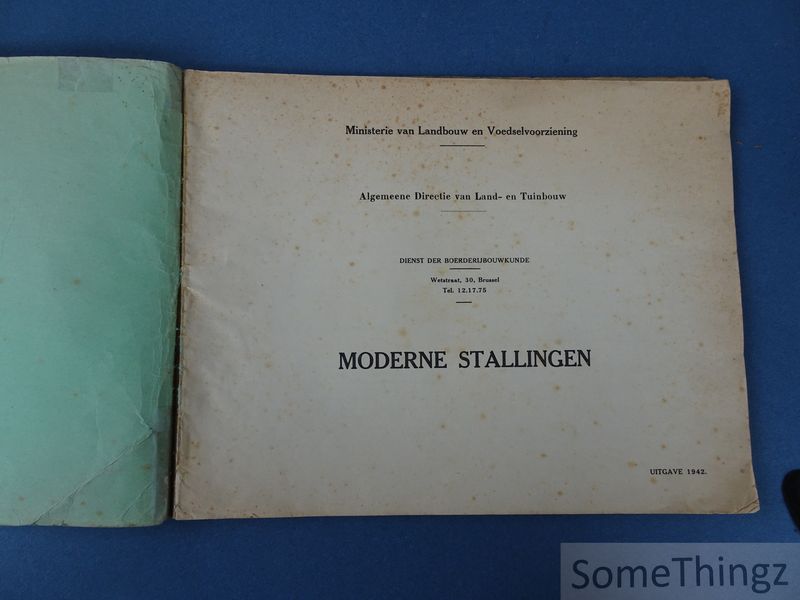 Ministerie van Landbouw en Voedselvoorziening
Algemeene Directie van Land- en Tuinbouw
DIENST DER BOERDERIJBOUWKUNDE
Wetstraat, 30, Brussel
Tel. 12.17.75
MODERNE STALLINGEN
UITGAVE 1942.
SomeThingz